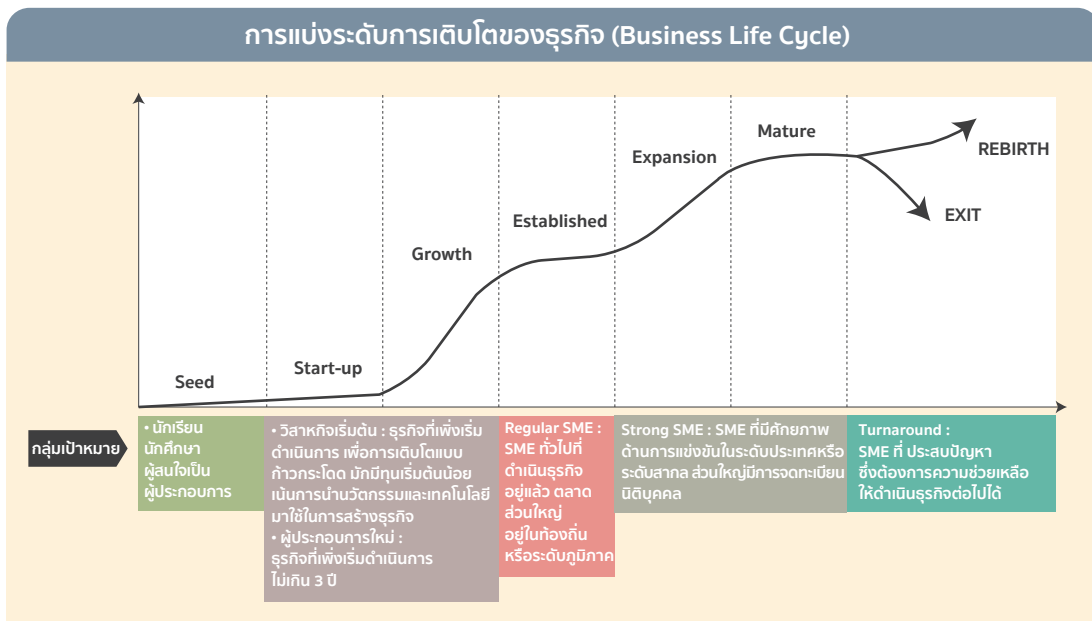 การแบ่งระดับการเติบโตของธุรกิจ (Business Life Cycle)
Mature
REBIRTH
Expansion
EXIT
Established
Growth
Start-up
Seed
กลุ่มเป้าหมาย
• นักเรียน
นักศึกษา
ผู้สนใจเป็น
ผู้ประกอบการ
• วิสาหกิจเริ่มต้น : ธุรกิจที่เพิ่งเริ่ม
ดำเนินการ เพื่อการเติบโตแบบ
ก้าวกระโดด มักมีทุนเริ่มต้นน้อย
เน้นการนำนวัตกรรมและเทคโนโลยี
มาใช้ในการสร้างธุรกิจ
• ผู้ประกอบการใหม่ :
ธุรกิจที่เพิ่งเริ่มดำเนินการ
ไม่เกิน 3 ปี
Regular SME :
SME ทั่วไปที่
ดำเนินธุรกิจ
อยู่แล้ว ตลาด
ส่วนใหญ่
อยู่ในท้องถิ่น
หรือระดับภูมิภาค
Strong SME : SME ที่มีศักยภาพ
ด้านการแข่งขันในระดับประเทศหรือ
ระดับสากล ส่วนใหญ่มีการจดทะเบียน
นิติบุคคล
Turnaround :
SME ที่ ประสบปัญหา
ซึ่งต้องการความช่วยเหลือ
ให้ดำเนินธุรกิจต่อไปได้